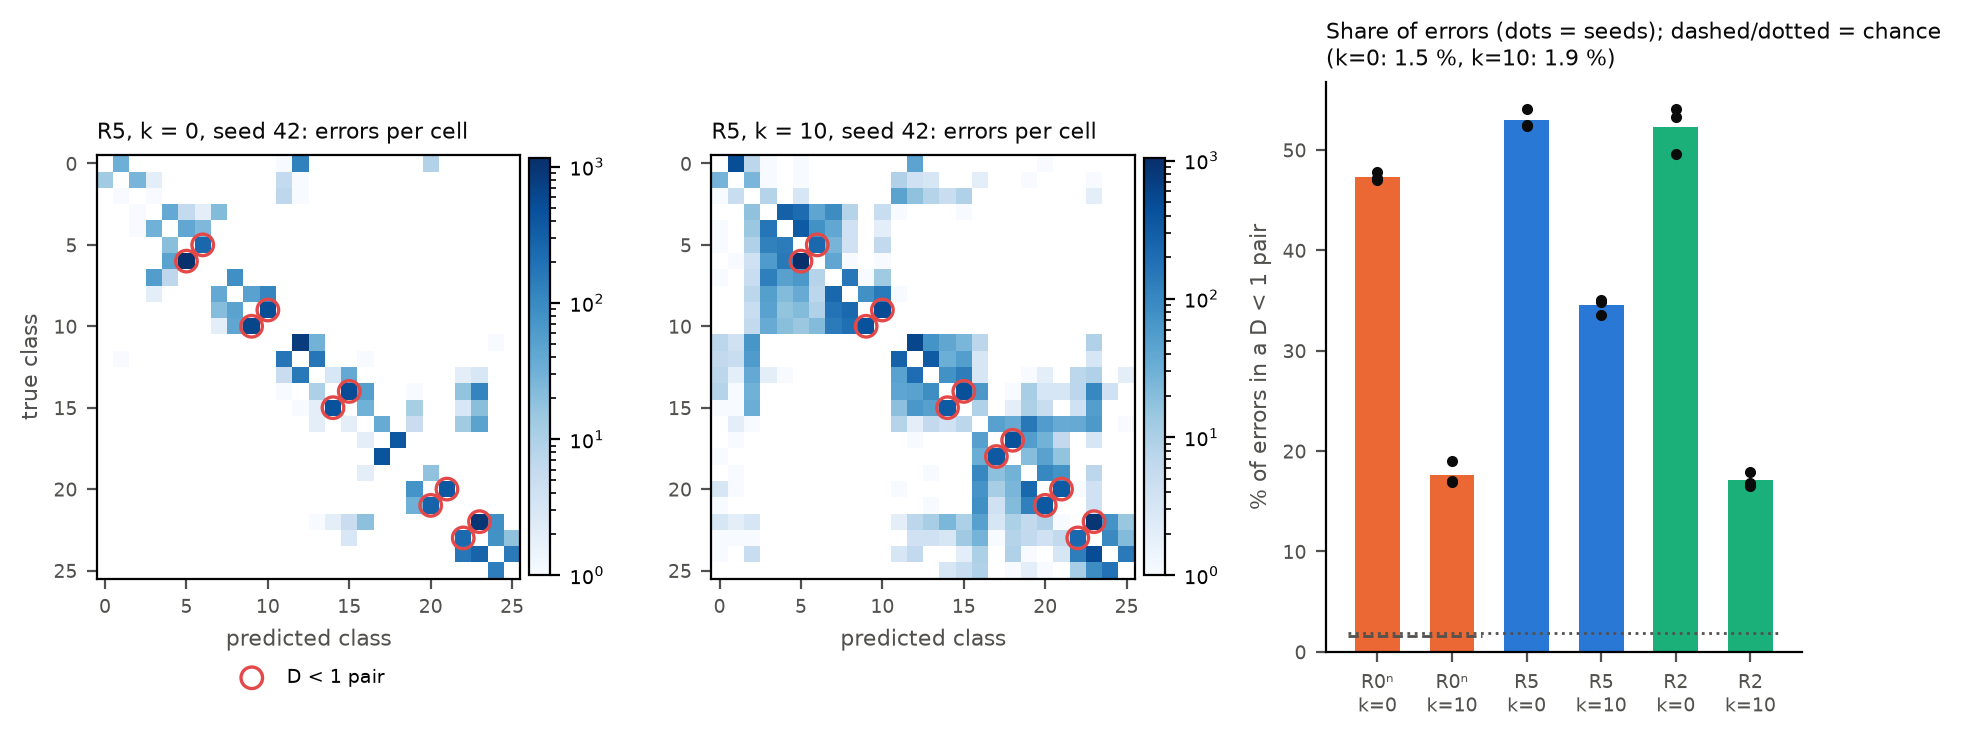 R5, k = 0, seed 42: errors per cell
0
5
10
15
20
25
true class
0 5 10 15 20 25
predicted class
D < 1 pair
10³
10²
10¹
10⁰
R5, k = 10, seed 42: errors per cell
0
5
10
15
20
25
0 5 10 15 20 25
predicted class
10³
10²
10¹
10⁰
Share of errors (dots = seeds); dashed/dotted = chance
(k=0: 1.5 %, k=10: 1.9 %)
% of errors in a D < 1 pair
50
40
30
20
10
0
R0ⁿ R0ⁿ R5 R5 R2 R2
k=0 k=10 k=0 k=10 k=0 k=10